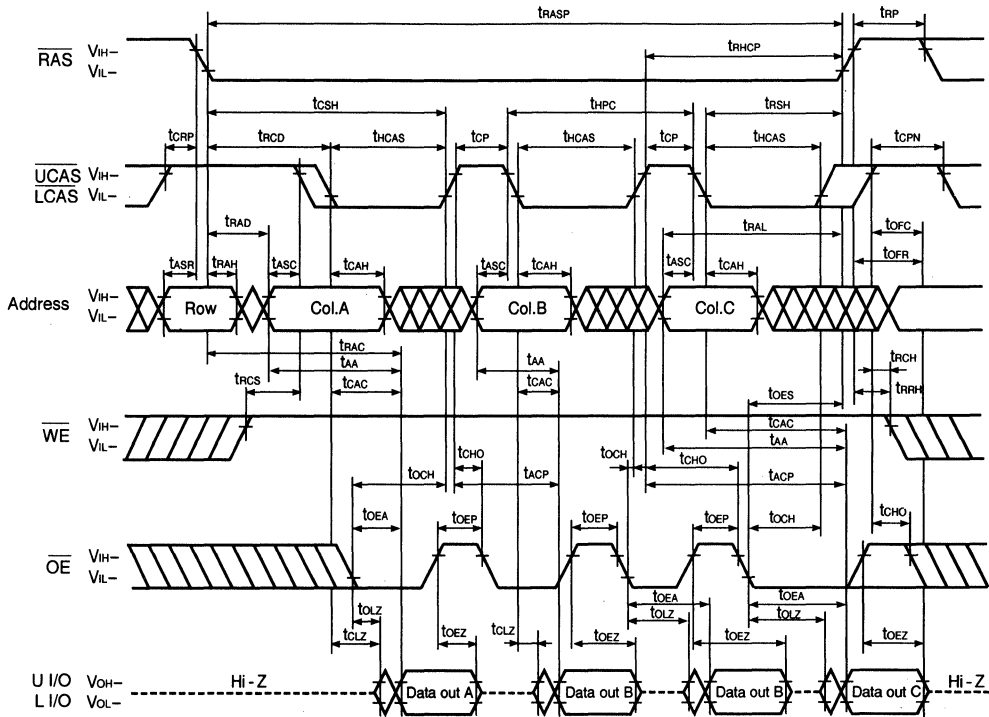 tRASP tRP
RAS VIH–
VIL–
tRHCP
tCSH tHPC tRSH
tCRP tRCD tHCAS tCP tHCAS tCP tHCAS tCPN
UCAS VIH–
LCAS VIL–
tRAD tRAL tOFC
tOFR
tASR tRAH tASC tCAH tASC tCAH tASC tCAH
Address VIH–
VIL–
Row Col.A Col.B Col.C
tRAC
tAA tAA tRCH
tRCS tCAC tCAC tOES tRRH
WE VIH–
VIL–
tCAC
tAA
tOCH tCHO tOCH tCHO
tACP tACP
tOEA tOEP tOEP tOEP tOCH tCHO
OE VIH–
VIL–
tOEA tOEA
tOLZ tOLZ tOLZ
tCLZ tOEZ tCLZ tOEZ tOEZ tOEZ
U I/O VOH–
L I/O VOL–
Hi - Z Data out A Data out B Data out B Data out C Hi - Z